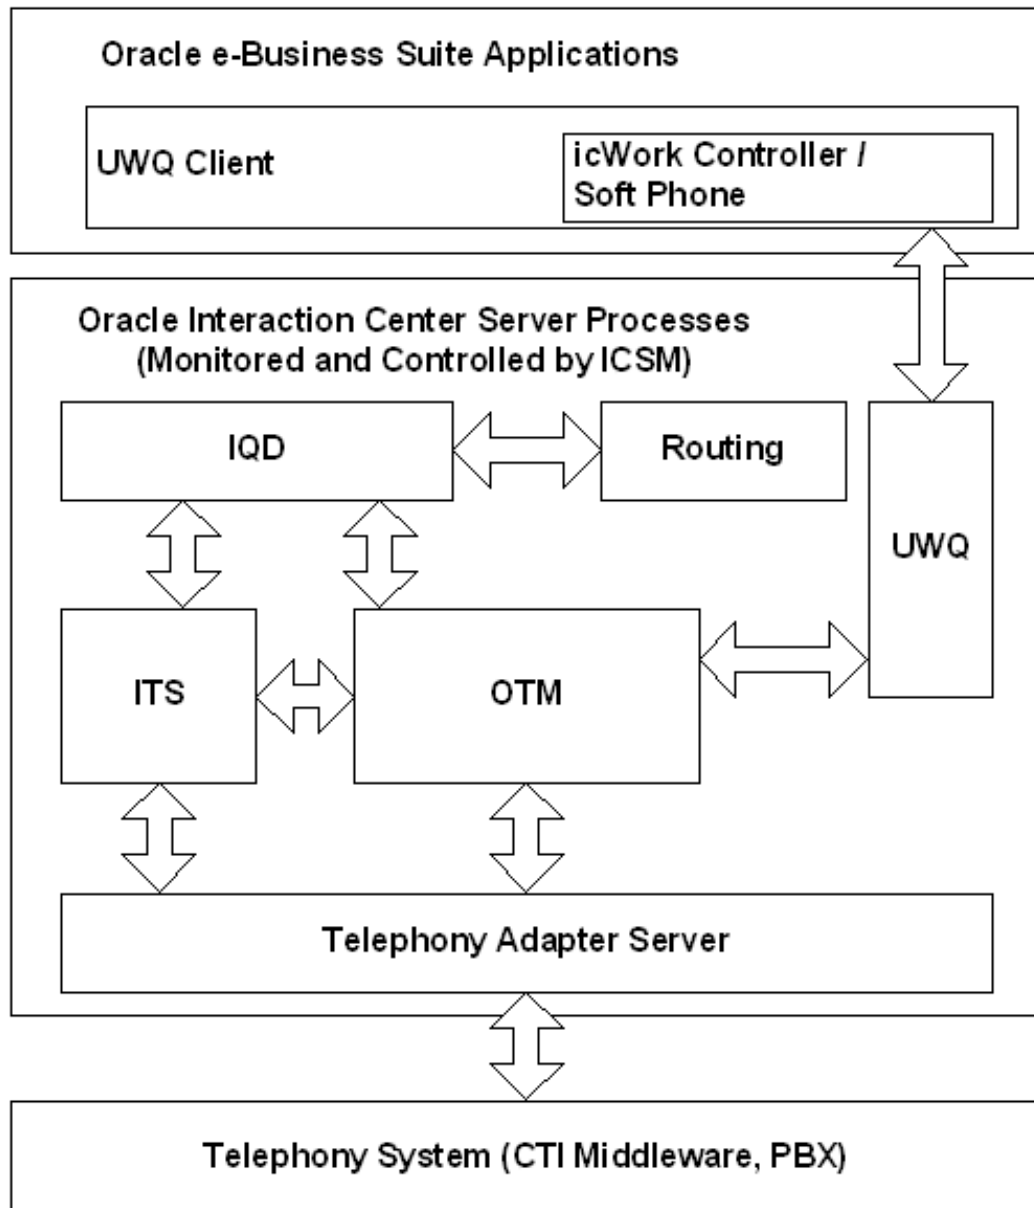 Oracle e-Business Suite Applications
UWQ Client
icWork Controller /
Soft Phone
Oracle Interaction Center Server Processes
(Monitored and Controlled by ICSM)
IQD
Routing
UWQ
ITS
OTM
Telephony Adapter Server
Telephony System (CTI Middleware, PBX)